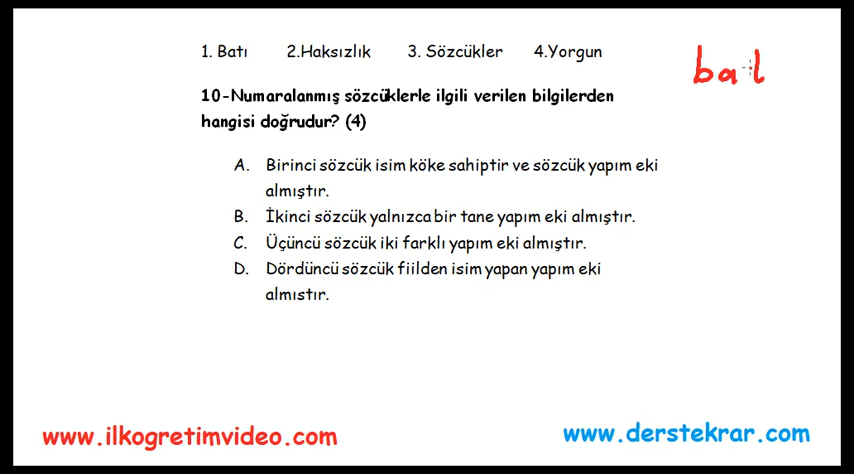 1. Batı 2.Haksızlık 3. Sözcükler 4.Yorgun
bat
10-Numaralanmış sözcüklerle ilgili verilen bilgilerden
hangisi doğrudur? (4)
A. Birinci sözcük isim köke sahiptir ve sözcük yapım eki
almıştır.
B. İkinci sözcük yalnızca bir tane yapım eki almıştır.
C. Üçüncü sözcük iki farklı yapım eki almıştır.
D. Dördüncü sözcük fiilden isim yapan yapım eki
almıstır.
www.ilkogretimvideo.com
www.derstekrar.com